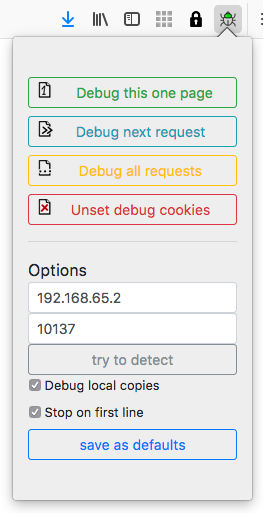 Debug this one page
Debug next request
Debug all requests
Unset debug cookies
Options
192.168.65.2
10137
try to detect
Debug local copies
Stop on first line
save as defaults